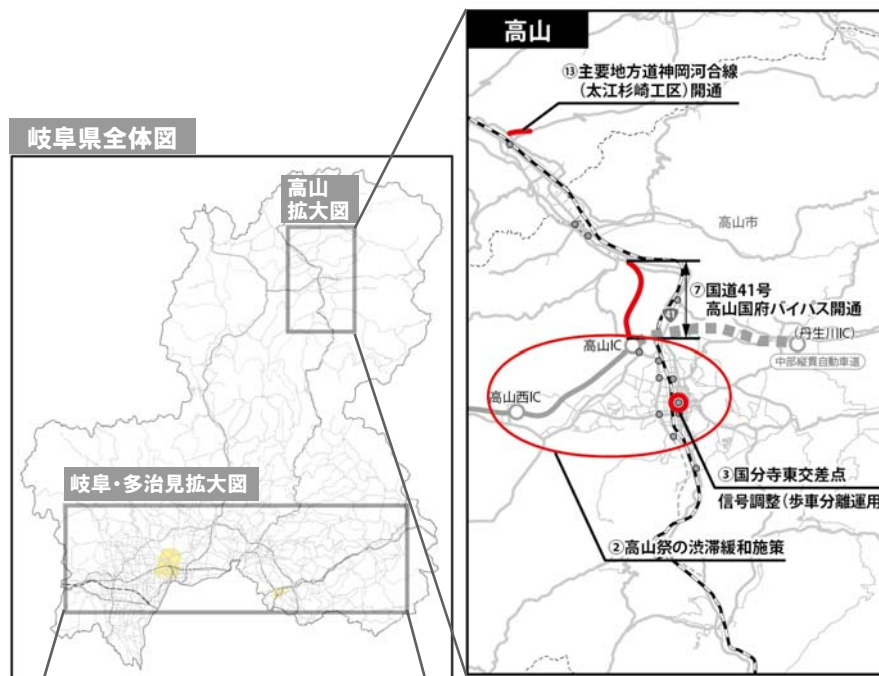 岐阜県全体図
高山
拡大図
岐阜・多治見拡大図
高山
⑬主要地方道神岡河合線
(太江杉崎工区)開通
高山市
⑦国道41号
高山国府バイパス開通
41
(丹生川IC)
高山IC
中部縦貫自動車道
高山西IC
③国分寺東交差点
信号調整(歩車分離運用
②高山祭の渋滞緩和施策